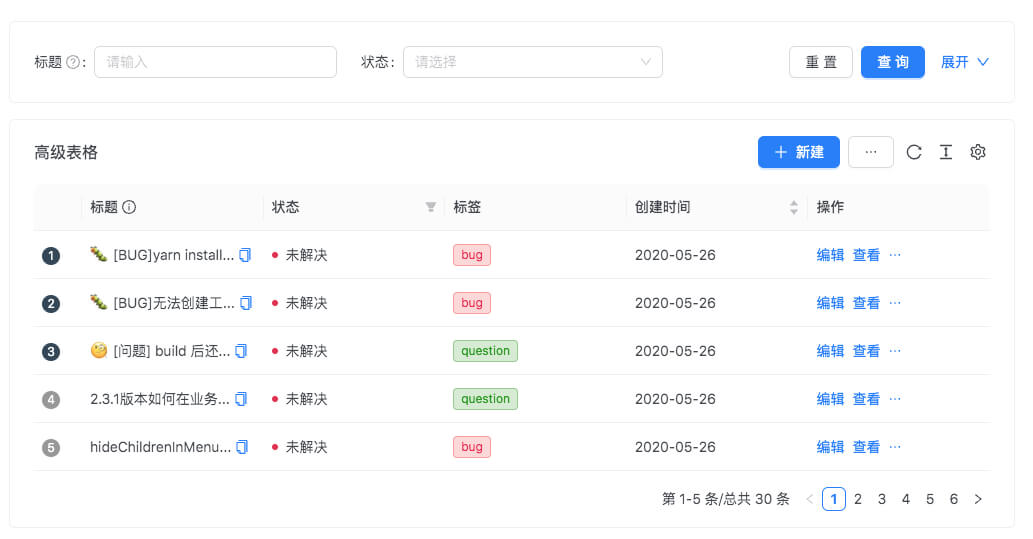 标题 : 请输入 状态 : 请选择 重 置 查 询 展开
高级表格 + 新建 ···
标题 状态 标签 创建时间 操作
1 [BUG]yarn install... 未解决 bug 2020-05-26 编辑 查看 ···
2 [BUG]无法创建工... 未解决 bug 2020-05-26 编辑 查看 ···
3 [问题] build 后还... 未解决 question 2020-05-26 编辑 查看 ···
4 2.3.1版本如何在业务... 未解决 question 2020-05-26 编辑 查看 ···
5 hideChildrenInMenu... 未解决 bug 2020-05-26 编辑 查看 ···
第 1-5 条/总共 30 条 < 1 2 3 4 5 6 >